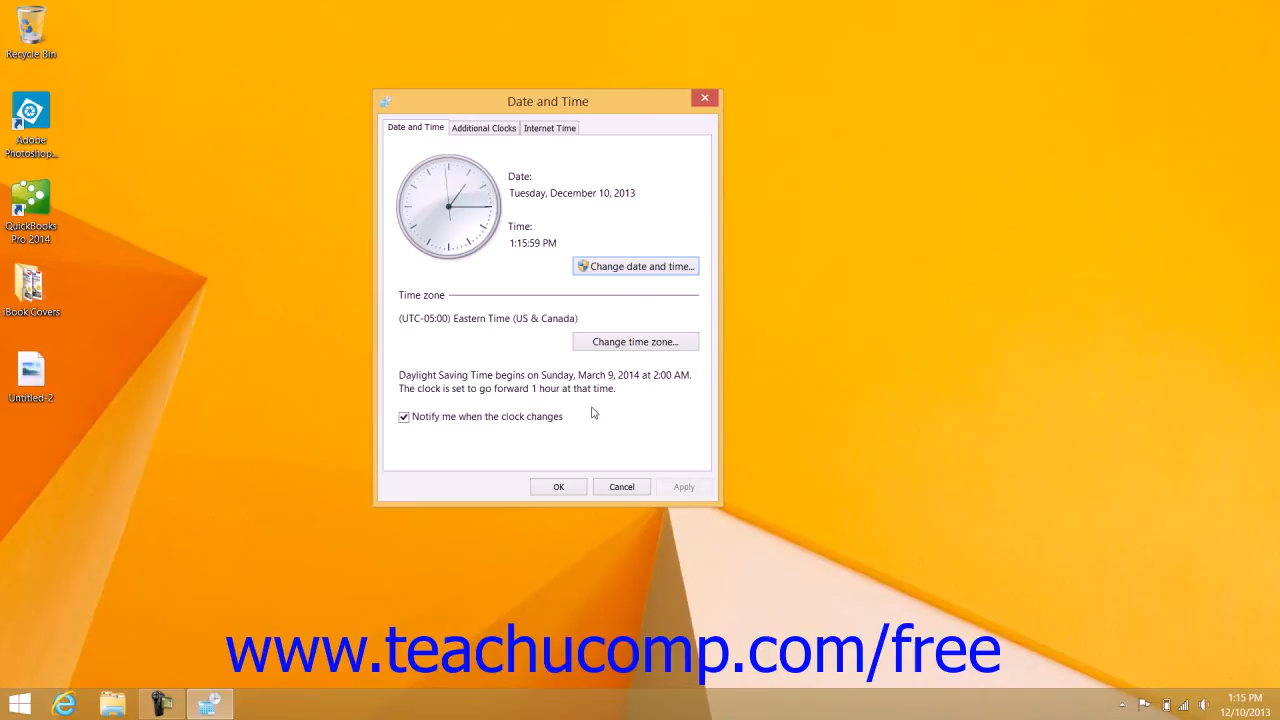 Recycle Bin
Adobe
Photoshop...
QuickBooks
Pro 2014
iBook Covers
Untitled-2
Date and Time
Date and Time
Additional Clocks
Internet Time
Date:
Tuesday, December 10, 2013
Time:
1:15:59 PM
Change date and time...
Time zone
(UTC-05:00) Eastern Time (US & Canada)
Change time zone...
Daylight Saving Time begins on Sunday, March 9, 2014 at 2:00 AM.
The clock is set to go forward 1 hour at that time.
Notify me when the clock changes
OK
Cancel
Apply
www.teachucomp.com/free
1:15 PM
12/10/2013